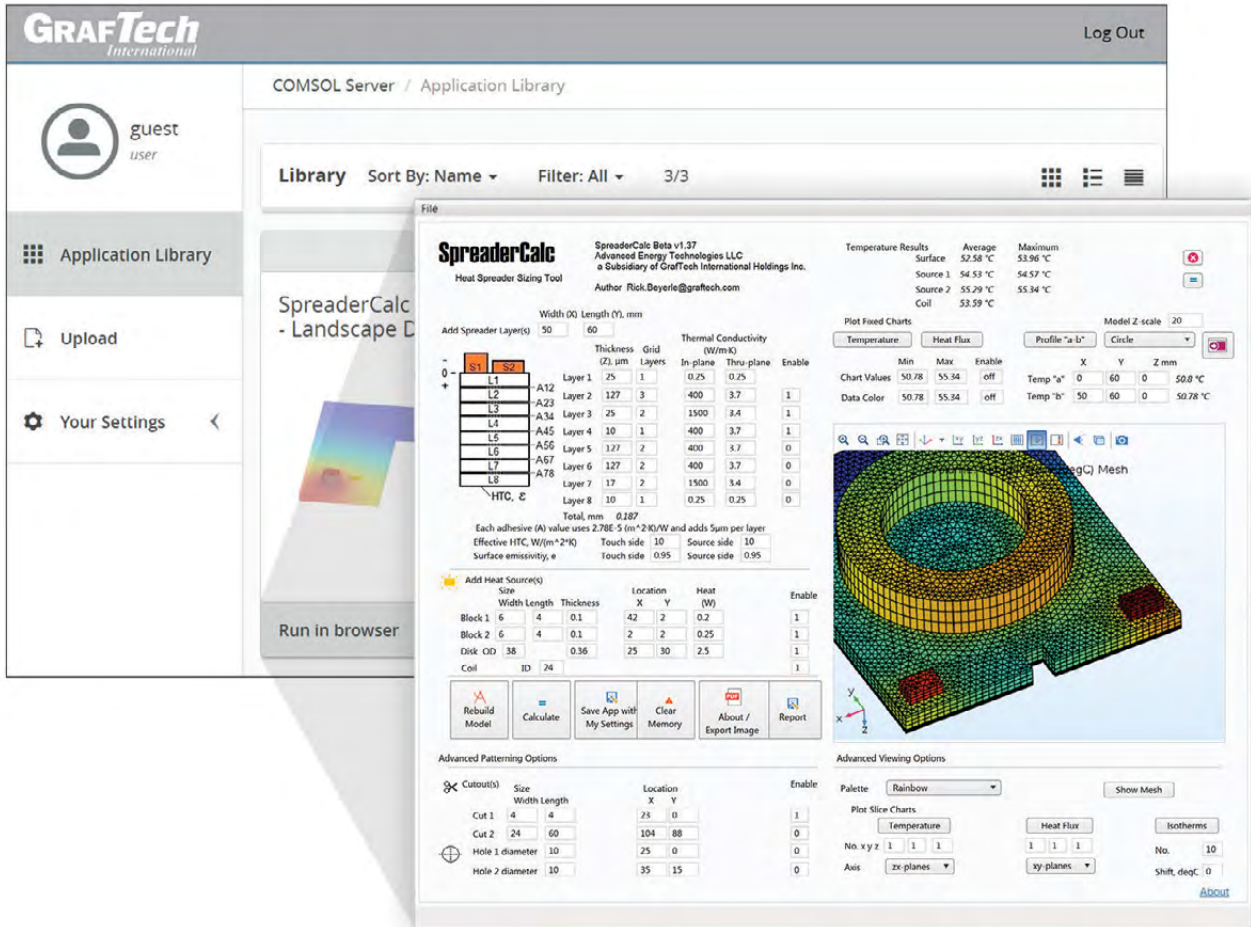 GRAFTech
International
Log Out
COMSOL Server / Application Library
guest
user
Library Sort By: Name Filter: All 3/3
Application Library
Upload
Your Settings
SpreaderCalc
- Landscape D
Run in browser
File
SpreaderCalc
Heat Spreader Sizing Tool
SpreaderCalc Beta v1.37
Advanced Energy Technologies LLC
a Subsidiary of GrafTech International Holdings Inc.
Author Rick.Beyerle@graftech.com
Width (X) Length (Y), mm
Add Spreader Layer(s) 50 60
Thermal Conductivity
Thickness Grid (W/m·K)
(Z), µm Layers In-plane Thru-plane Enable
Layer 1 25 1 0.25 0.25
Layer 2 127 3 400 3.7 1
Layer 3 25 2 1500 3.4 1
Layer 4 10 1 400 3.7 1
Layer 5 127 2 400 3.7 0
Layer 6 127 2 400 3.7 0
Layer 7 17 2 1500 3.4 0
Layer 8 10 1 0.25 0.25 0
- 0 +
S1 S2
L1
L2
L3
L4
L5
L6
L7
L8
A12
A23
A34
A45
A56
A67
A78
HTC, ε
Total, mm 0.187
Each adhesive (A) value uses 2.78E-5 (m^2·K)/W and adds 5µm per layer
Effective HTC, W/(m^2*K) Touch side 10 Source side 10
Surface emissitiviy, e Touch side 0.95 Source side 0.95
Add Heat Source(s)
Size Location Heat Enable
Width Length Thickness X Y (W)
Block 1 6 4 0.1 42 2 0.2 1
Block 2 6 4 0.1 2 2 0.25 1
Disk OD 38 0.36 25 30 2.5 1
Coil ID 24 1
Rebuild Model
Calculate
Save App with My Settings
Clear Memory
PDF
About / Export Image
Report
Advanced Patterning Options
Cutout(s) Size Location Enable
Width Length X Y
Cut 1 4 4 23 0 1
Cut 2 24 60 104 88 0
Hole 1 diameter 10 25 0 0
Hole 2 diameter 10 35 15 0
Temperature Results Average Maximum
Surface 52.58 °C 53.96 °C
Source 1 54.53 °C 54.57 °C
Source 2 55.29 °C 55.34 °C
Coil 53.59 °C
Plot Fixed Charts Model Z-scale 20
Temperature Heat Flux Profile "a-b" Circle
Min Max Enable X Y Z mm
Chart Values 50.78 55.34 off Temp "a" 0 60 0 50.8 °C
Data Color 50.78 55.34 off Temp "b" 50 60 0 50.78 °C
egC) Mesh
y
x
z
Advanced Viewing Options
Palette Rainbow Show Mesh
Plot Slice Charts
Temperature Heat Flux Isotherms
No. x y z 1 1 1 1 1 1 No. 10
Axis zx-planes xy-planes Shift, degC 0
About